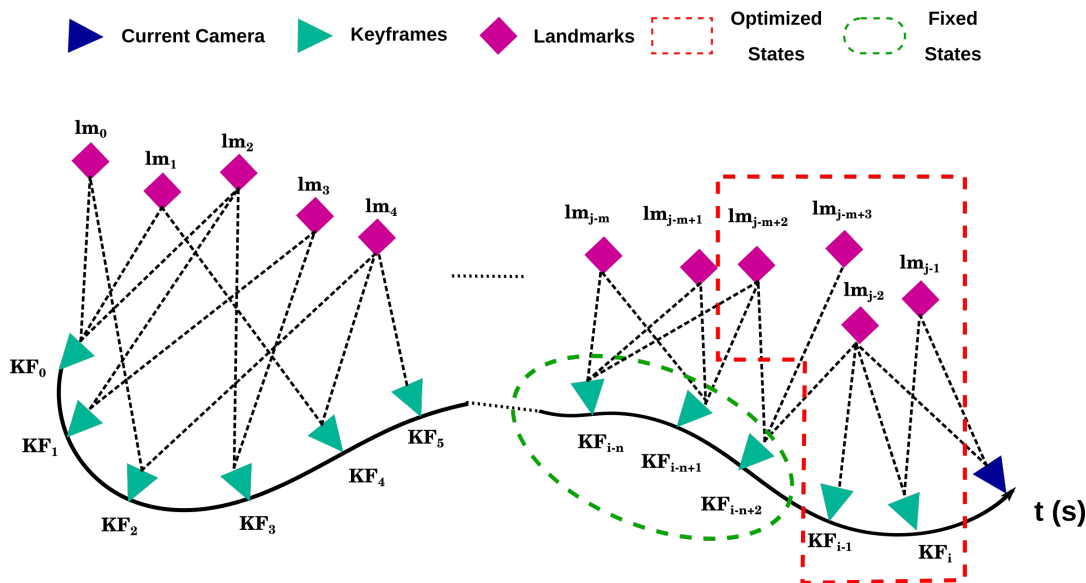 Current Camera
Keyframes
Landmarks
Optimized
States
Fixed
States
lm0
lm1
lm2
lm3
lm4
lmj-m
lmj-m+1
lmj-m+2
lmj-m+3
lmj-2
lmj-1
KF0
KF1
KF2
KF3
KF4
KF5
KFi-n
KFi-n+1
KFi-n+2
KFi-1
KFi
t (s)